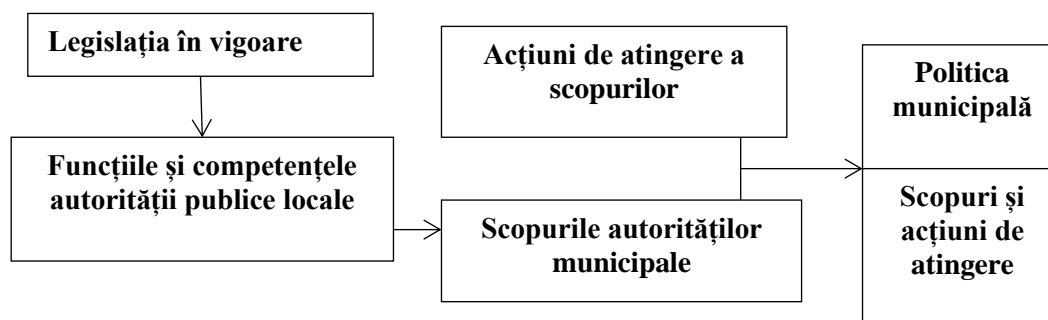 Legislația în vigoare
Funcțiile și competențele
autorității publice locale
Acțiuni de atingere a
scopurilor
Scopurile autorităților
municipale
Politica
municipală
Scopuri și
acțiuni de
atingere